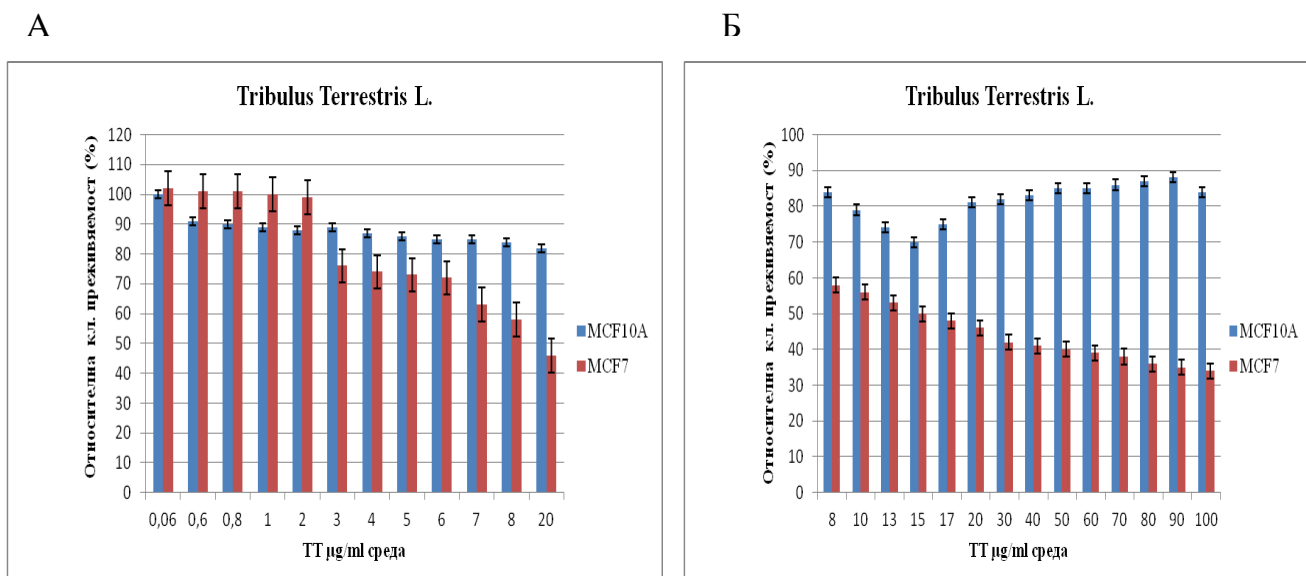 А
Б
Tribulus Terrestris L.
Относителна кл. преживяемост (%)
120
110
100
90
80
70
60
50
40
30
20
10
0
0,06 0,6 0,8 1 2 3 4 5 6 7 8 20
TT µg/ml среда
MCF10A
MCF7
Tribulus Terrestris L.
Относителна кл. преживяемост (%)
100
90
80
70
60
50
40
30
20
10
0
8 10 13 15 17 20 30 40 50 60 70 80 90 100
TT µg/ml среда
MCF10A
MCF7